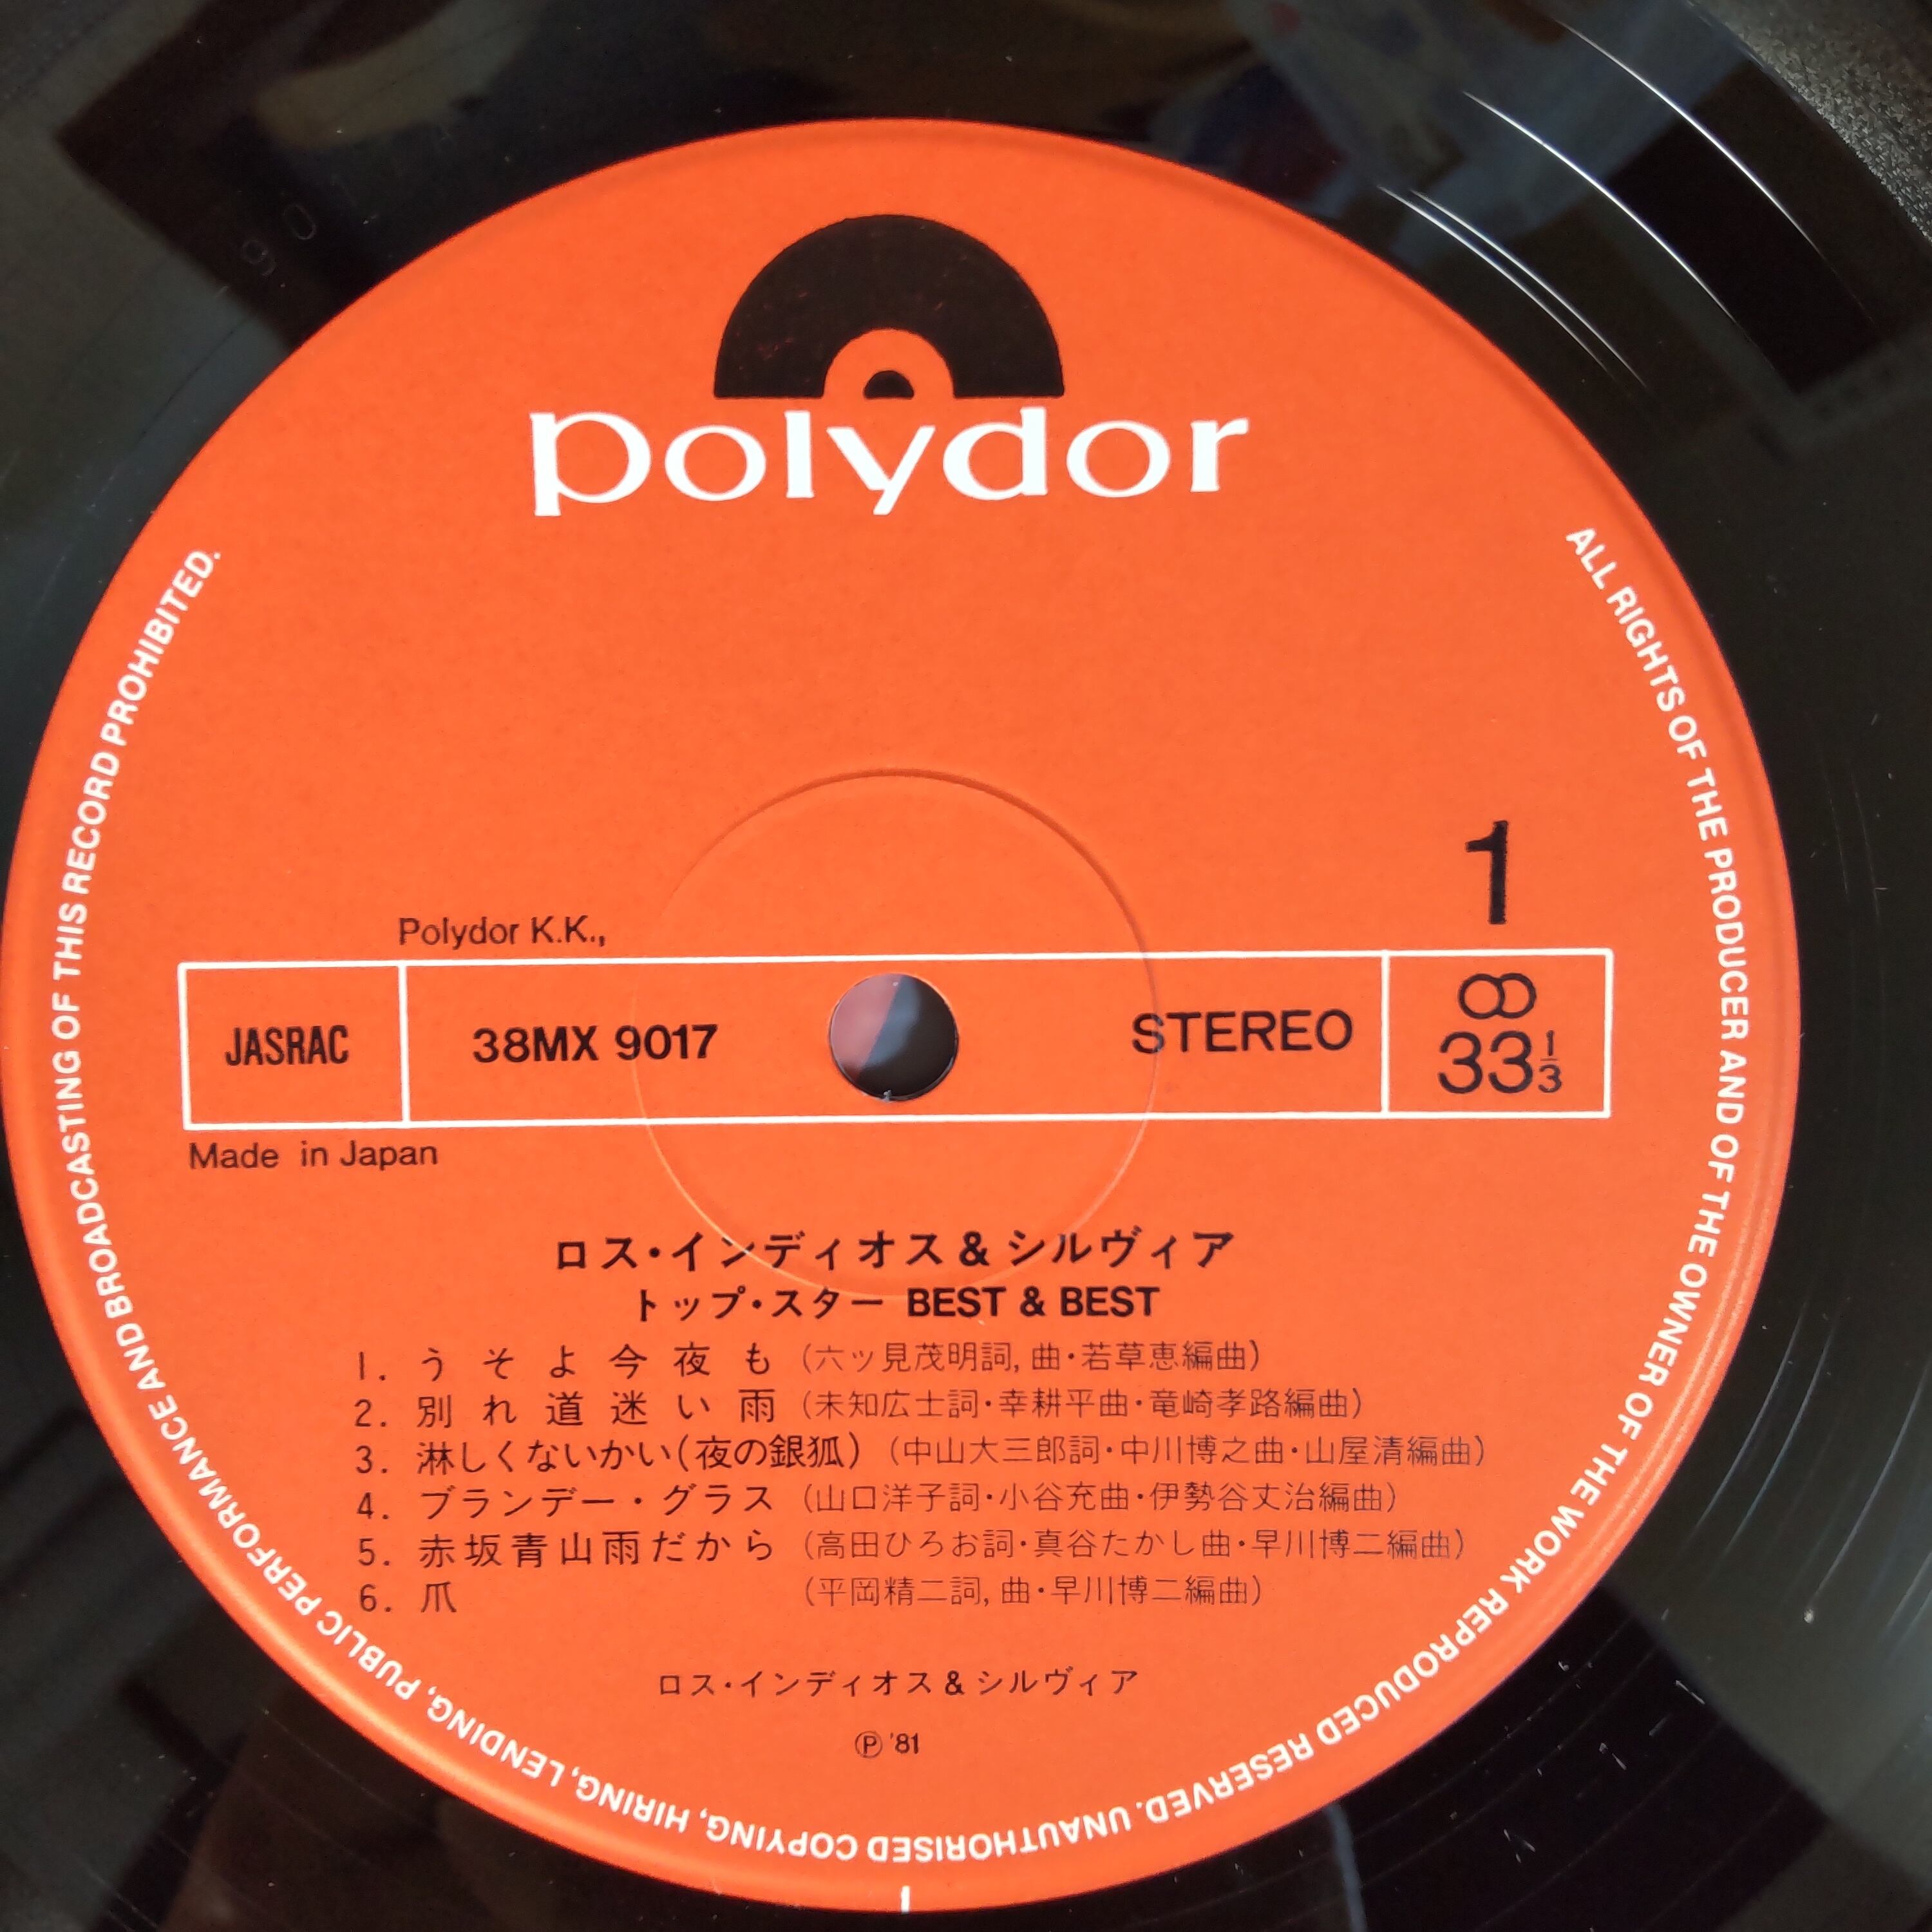 polydor
1
Polydor K.K.,
JASRAC 38MX 9017 STEREO 33 1/3
Made in Japan
ロス・インディオス & シルヴィア
トップ・スター BEST & BEST
1. うそよ今夜も (六ッ見茂明詞, 曲・若草恵編曲)
2. 別れ道迷い雨 (未知広士詞・幸耕平曲・竜崎孝路編曲)
3. 淋しくないかい(夜の銀狐) (中山大三郎詞・中川博之曲・山屋清編曲)
4. ブランデー・グラス (山口洋子詞・小谷充曲・伊勢谷丈治編曲)
5. 赤坂青山雨だから (高田ひろお詞・真谷たかし曲・早川博二編曲)
6. 爪 (平岡精二詞, 曲・早川博二編曲)
ロス・インディオス & シルヴィア
Ⓟ '81
ALL RIGHTS OF THE PRODUCER AND OF THE OWNER OF THE WORK REPRODUCED RESERVED. UNAUTHORISED COPYING, HIRING, LENDING, PUBLIC PERFORMANCE AND BROADCASTING OF THIS RECORD PROHIBITED.